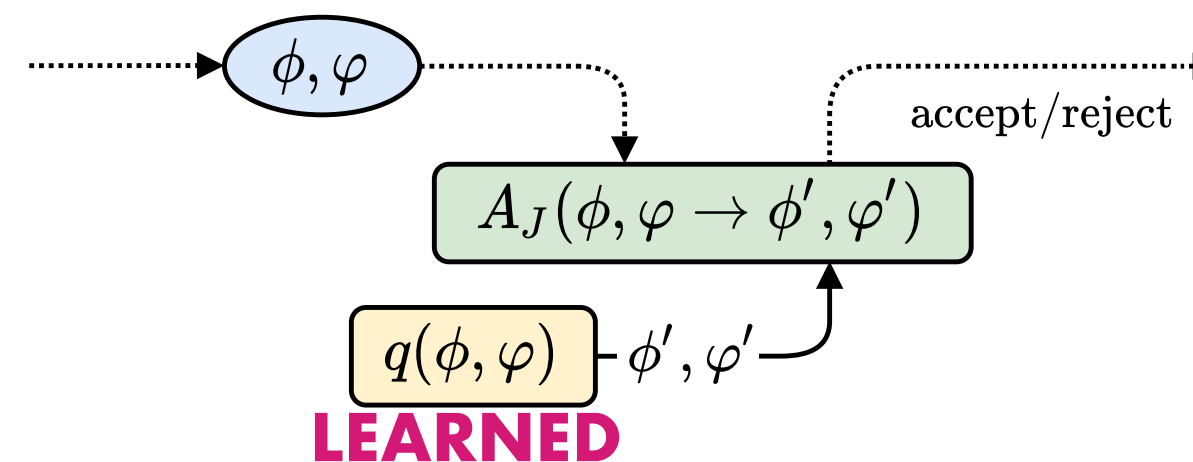 ϕ, φ
accept/reject
A_J(ϕ, φ → ϕ′, φ′)
q(ϕ, φ)
ϕ′, φ′
LEARNED